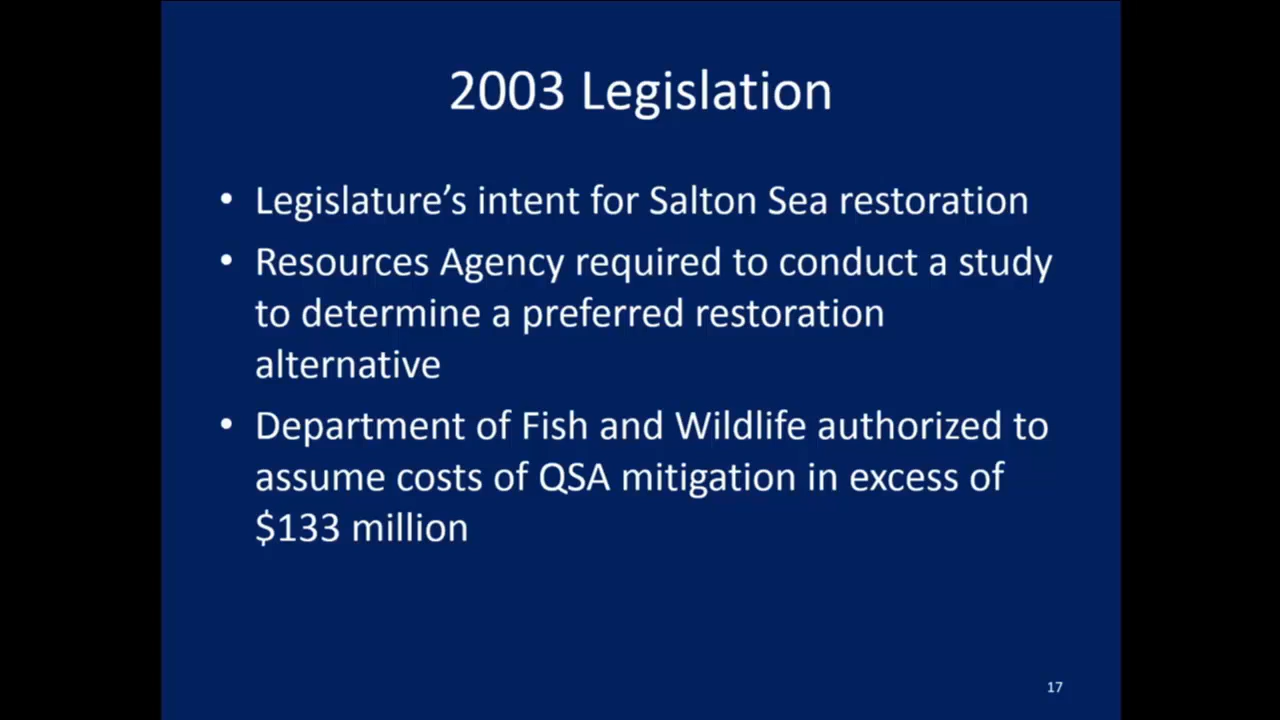 2003 Legislation
• Legislature’s intent for Salton Sea restoration
• Resources Agency required to conduct a study
to determine a preferred restoration
alternative
• Department of Fish and Wildlife authorized to
assume costs of QSA mitigation in excess of
$133 million
17